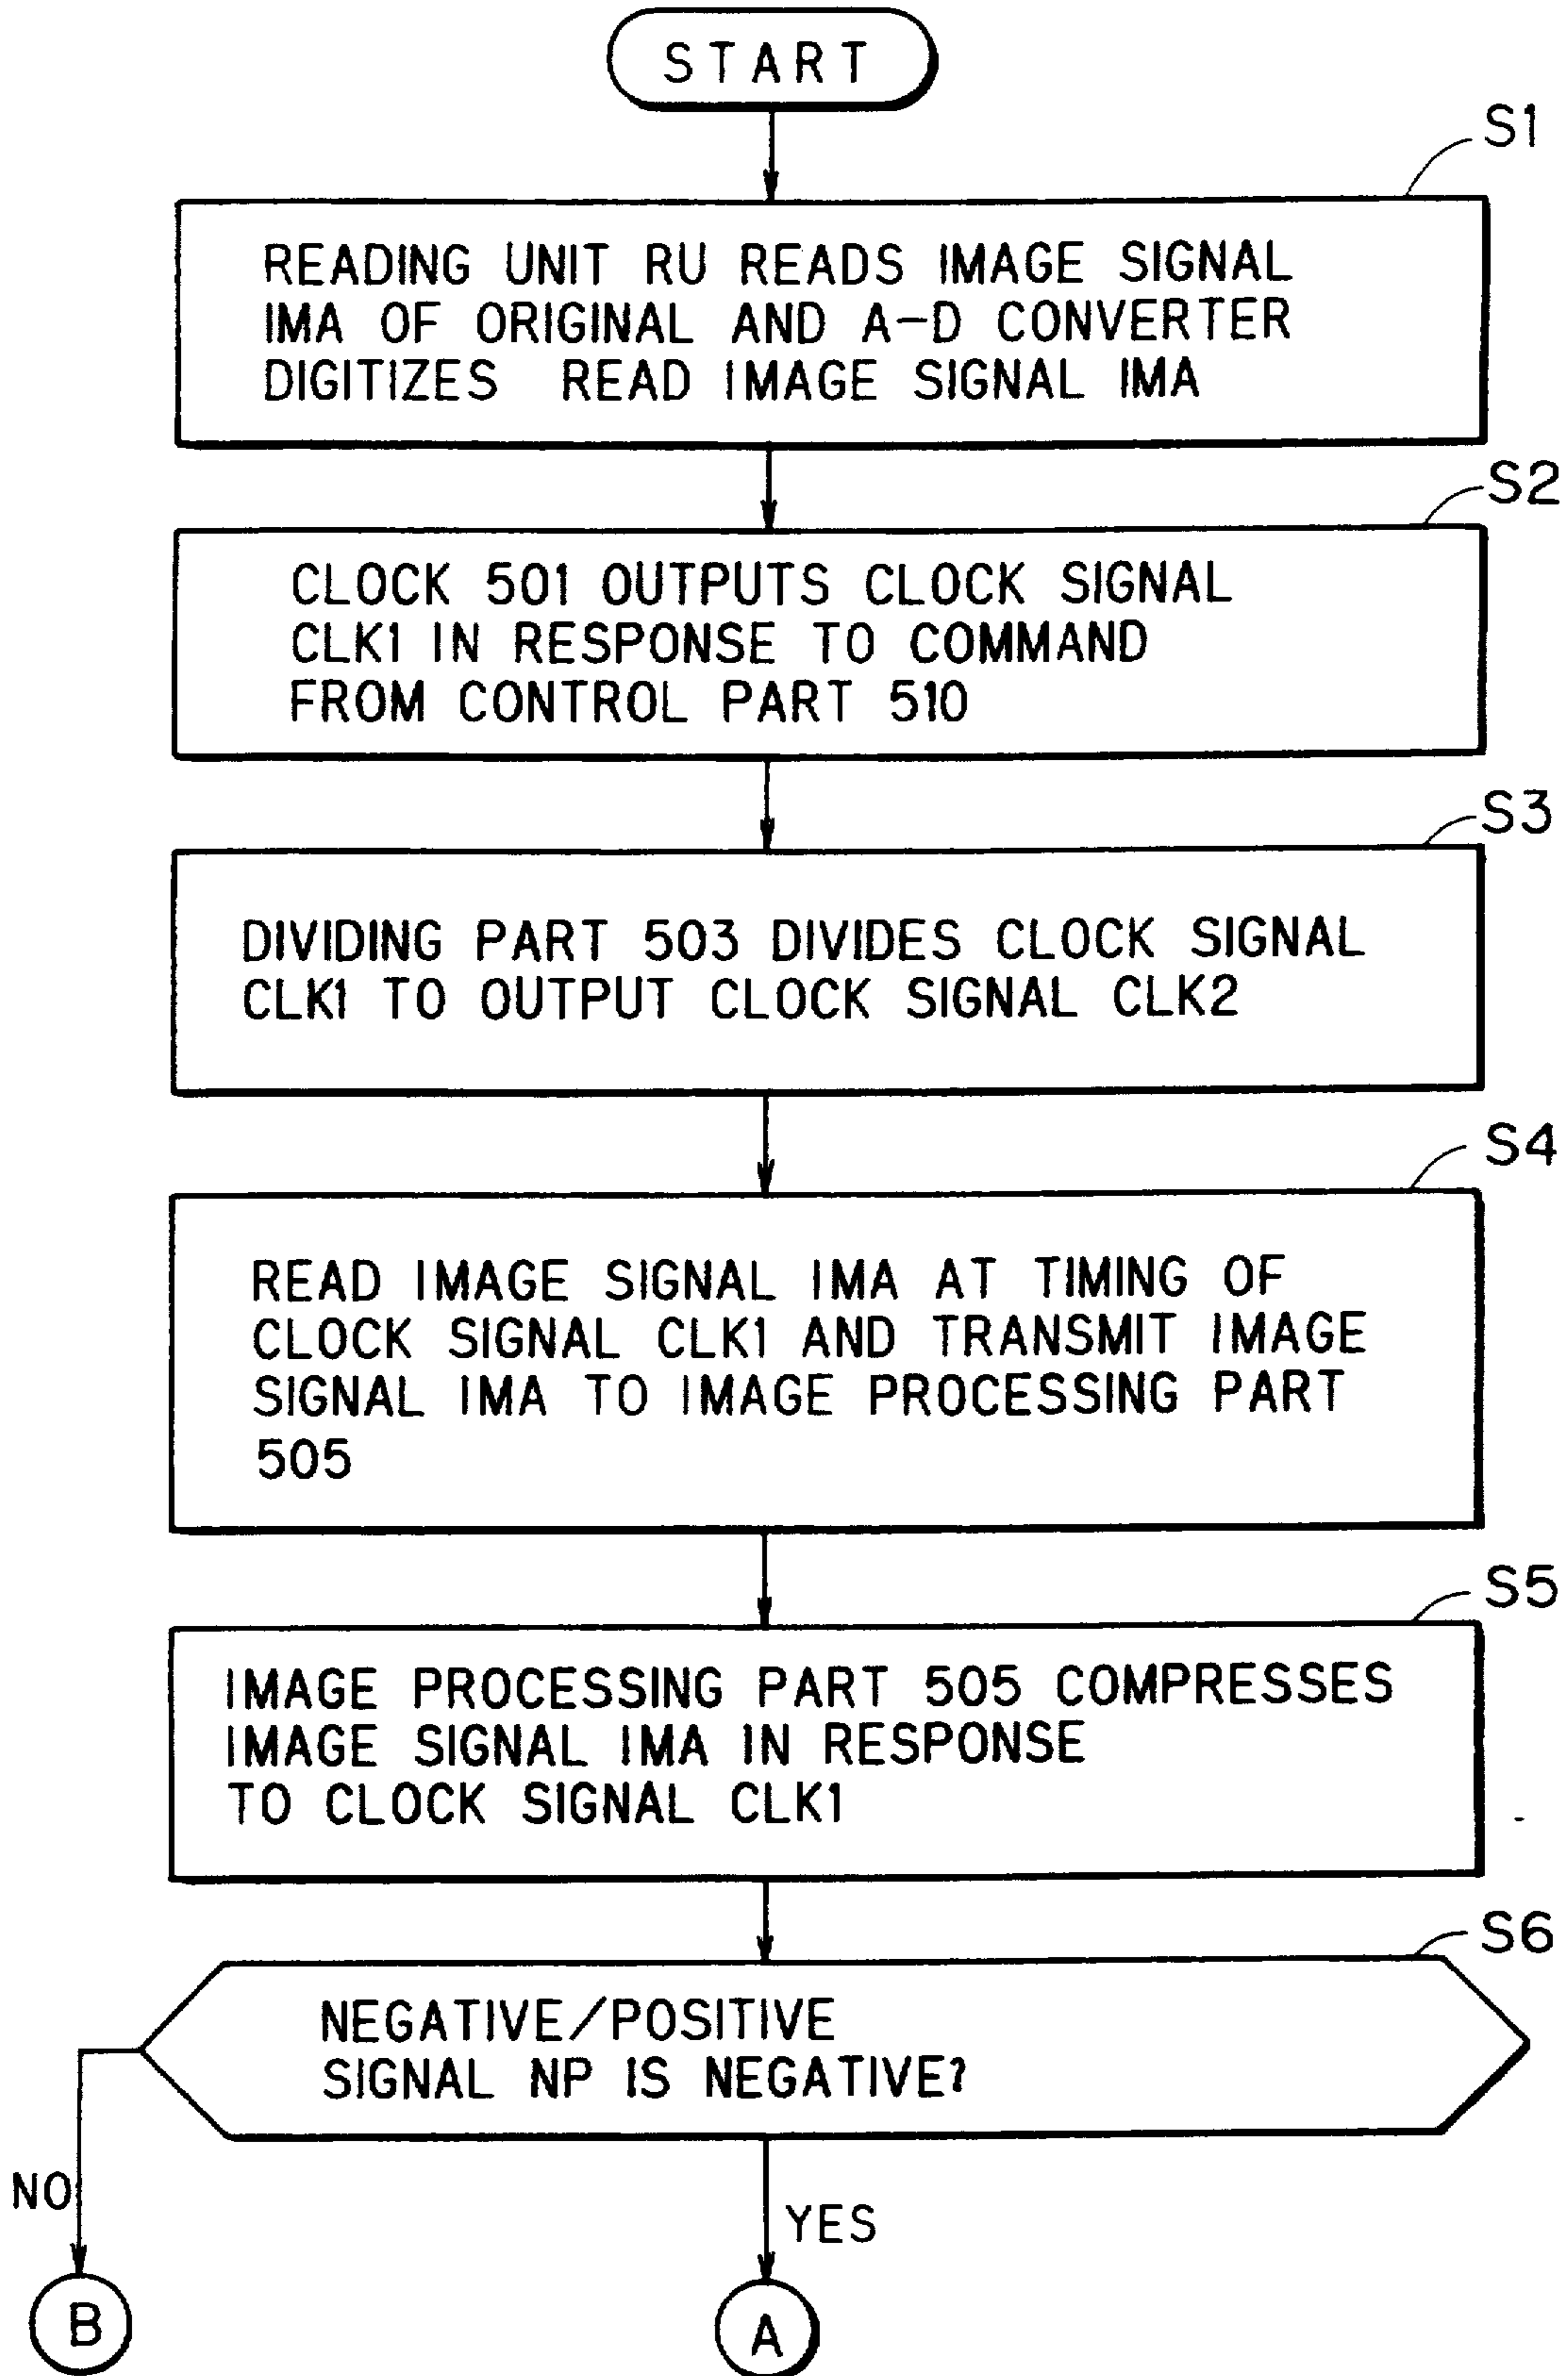 START
S1
READING UNIT RU READS IMAGE SIGNAL
IMA OF ORIGINAL AND A-D CONVERTER
DIGITIZES READ IMAGE SIGNAL IMA
S2
CLOCK 501 OUTPUTS CLOCK SIGNAL
CLK1 IN RESPONSE TO COMMAND
FROM CONTROL PART 510
S3
DIVIDING PART 503 DIVIDES CLOCK SIGNAL
CLK1 TO OUTPUT CLOCK SIGNAL CLK2
S4
READ IMAGE SIGNAL IMA AT TIMING OF
CLOCK SIGNAL CLK1 AND TRANSMIT IMAGE
SIGNAL IMA TO IMAGE PROCESSING PART
505
S5
IMAGE PROCESSING PART 505 COMPRESSES
IMAGE SIGNAL IMA IN RESPONSE
TO CLOCK SIGNAL CLK1
S6
NEGATIVE/POSITIVE
SIGNAL NP IS NEGATIVE?
NO
YES
B
A